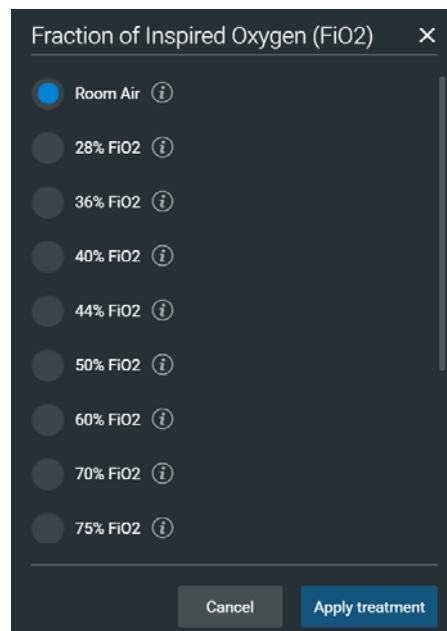 Fraction of Inspired Oxygen (FiO2) ×
Room Air i
28% FiO2 i
36% FiO2 i
40% FiO2 i
44% FiO2 i
50% FiO2 i
60% FiO2 i
70% FiO2 i
75% FiO2 i
Cancel Apply treatment